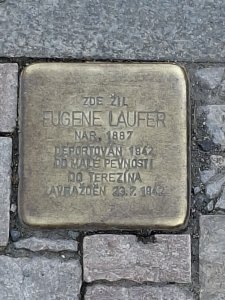 ZDE ŽIL
EUGENE LAUFER
NAR. 1887
DEPORTOVÁN 1942
DO MALÉ PEVNOSTI
DO TEREZÍNA
ZAVRAŽDĚN 23.7.1942